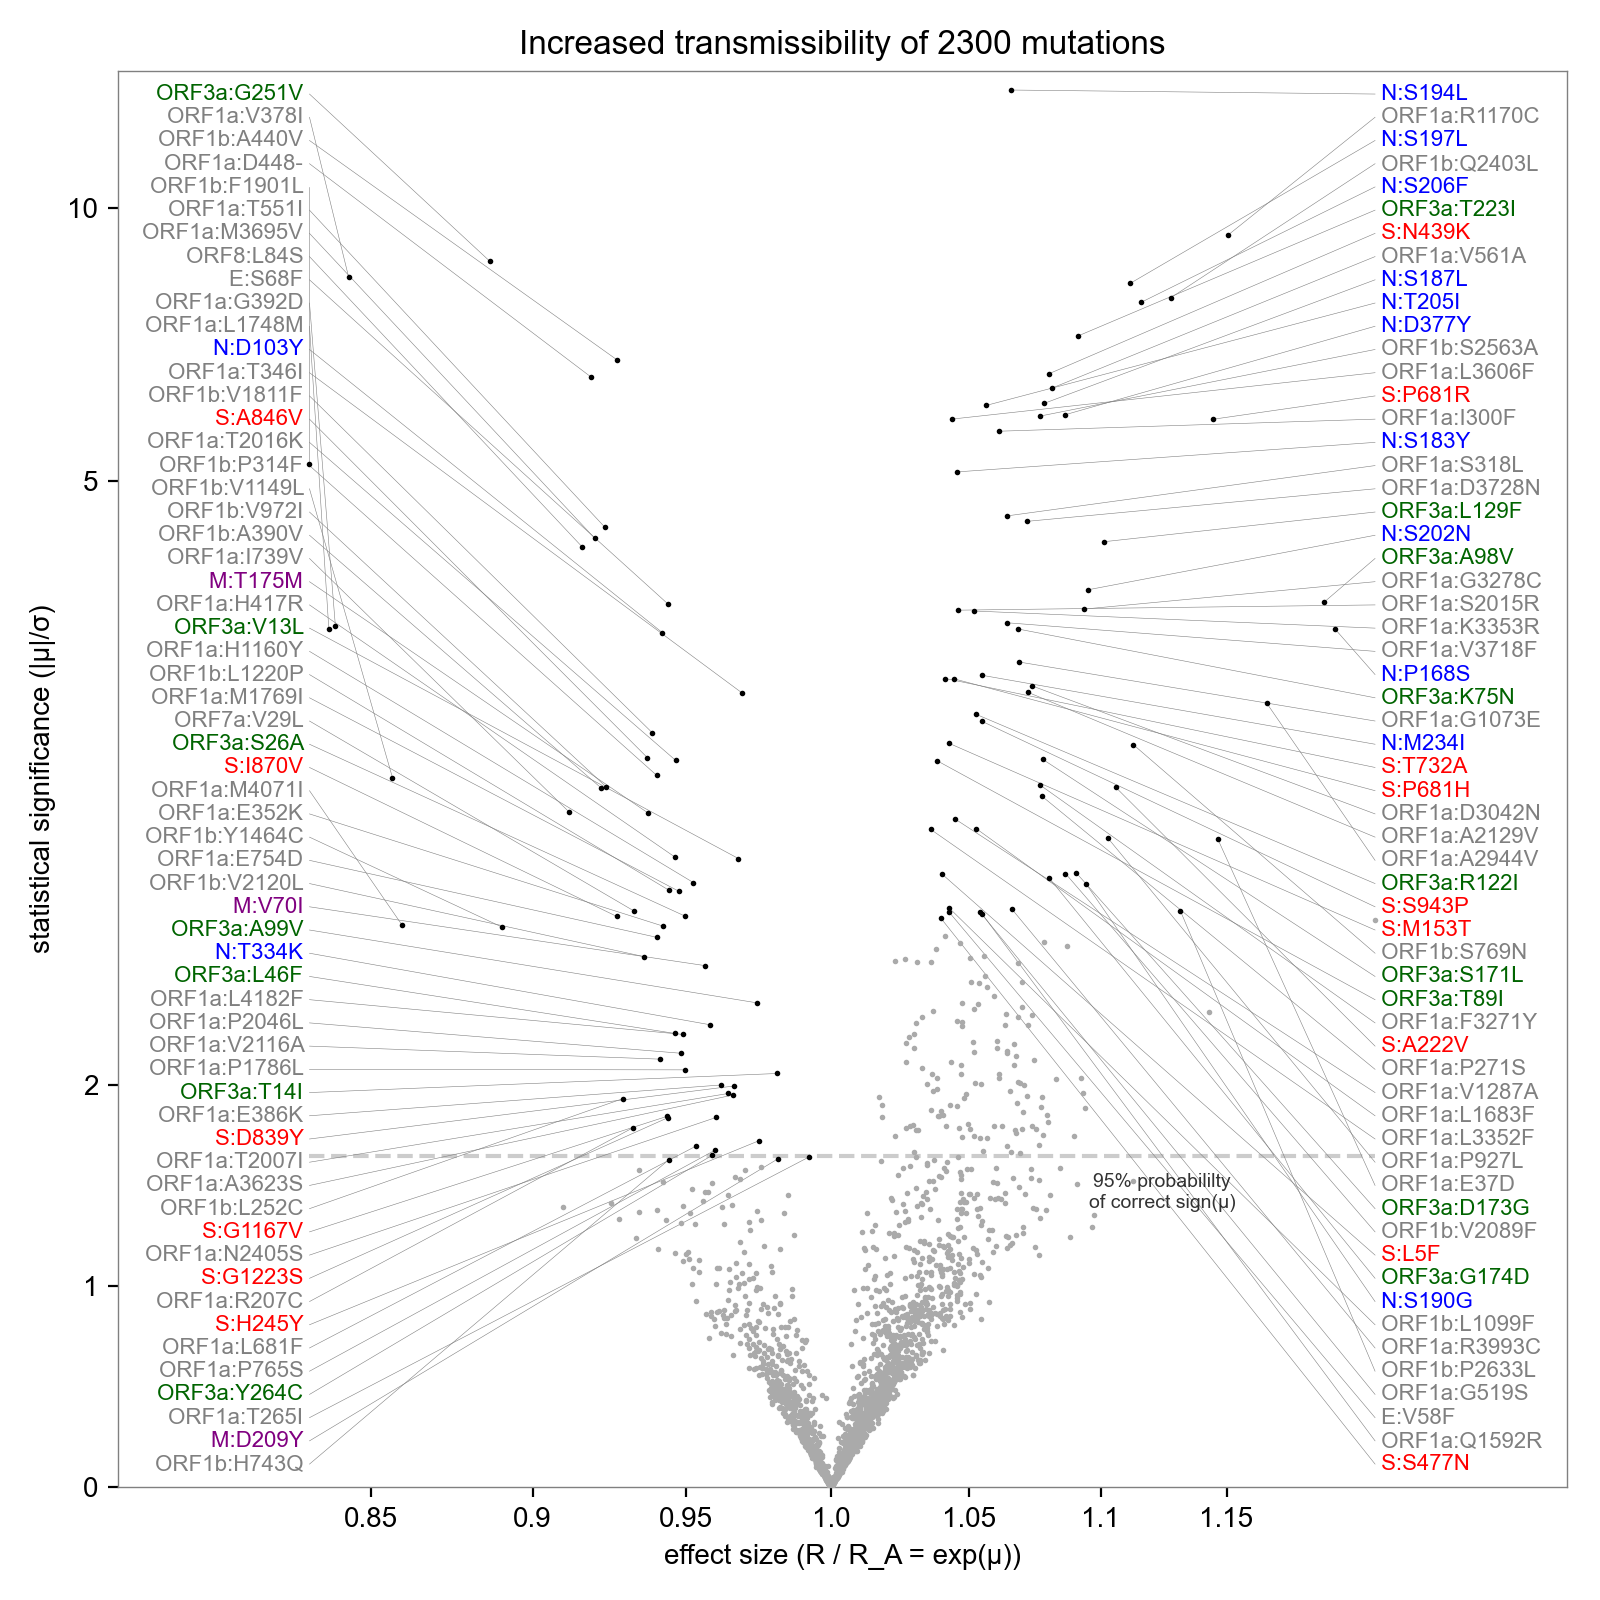 Increased transmissibility of 2300 mutations
ORF3a:G251V
ORF1a:V378I
ORF1b:A440V
ORF1a:D448-
ORF1b:F1901L
ORF1a:T551I
ORF1a:M3695V
ORF8:L84S
E:S68F
ORF1a:G392D
ORF1a:L1748M
N:D103Y
ORF1a:T346I
ORF1b:V1811F
S:A846V
ORF1a:T2016K
ORF1b:P314F
ORF1b:V1149L
ORF1b:V972I
ORF1b:A390V
ORF1a:I739V
M:T175M
ORF1a:H417R
ORF3a:V13L
ORF1a:H1160Y
ORF1b:L1220P
ORF1a:M1769I
ORF7a:V29L
ORF3a:S26A
S:I870V
ORF1a:M4071I
ORF1a:E352K
ORF1b:Y1464C
ORF1a:E754D
ORF1b:V2120L
M:V70I
ORF3a:A99V
N:T334K
ORF3a:L46F
ORF1a:L4182F
ORF1a:P2046L
ORF1a:V2116A
ORF1a:P1786L
ORF3a:T14I
ORF1a:E386K
S:D839Y
ORF1a:T2007I
ORF1a:A3623S
ORF1b:L252C
S:G1167V
ORF1a:N2405S
S:G1223S
ORF1a:R207C
S:H245Y
ORF1a:L681F
ORF1a:P765S
ORF3a:Y264C
ORF1a:T265I
M:D209Y
ORF1b:H743Q
N:S194L
ORF1a:R1170C
N:S197L
ORF1b:Q2403L
N:S206F
ORF3a:T223I
S:N439K
ORF1a:V561A
N:S187L
N:T205I
N:D377Y
ORF1b:S2563A
ORF1a:L3606F
S:P681R
ORF1a:I300F
N:S183Y
ORF1a:S318L
ORF1a:D3728N
ORF3a:L129F
N:S202N
ORF3a:A98V
ORF1a:G3278C
ORF1a:S2015R
ORF1a:K3353R
ORF1a:V3718F
N:P168S
ORF3a:K75N
ORF1a:G1073E
N:M234I
S:T732A
S:P681H
ORF1a:D3042N
ORF1a:A2129V
ORF1a:A2944V
ORF3a:R122I
S:S943P
S:M153T
ORF1b:S769N
ORF3a:S171L
ORF3a:T89I
ORF1a:F3271Y
S:A222V
ORF1a:P271S
ORF1a:V1287A
ORF1a:L1683F
ORF1a:L3352F
ORF1a:P927L
ORF1a:E37D
ORF3a:D173G
ORF1b:V2089F
S:L5F
ORF3a:G174D
N:S190G
ORF1b:L1099F
ORF1a:R3993C
ORF1b:P2633L
ORF1a:G519S
E:V58F
ORF1a:Q1592R
S:S477N
95% probabililty
of correct sign(μ)
statistical significance (|μ|/σ)
10
5
2
1
0
0.85
0.9
0.95
1.0
1.05
1.1
1.15
effect size (R / R_A = exp(μ))